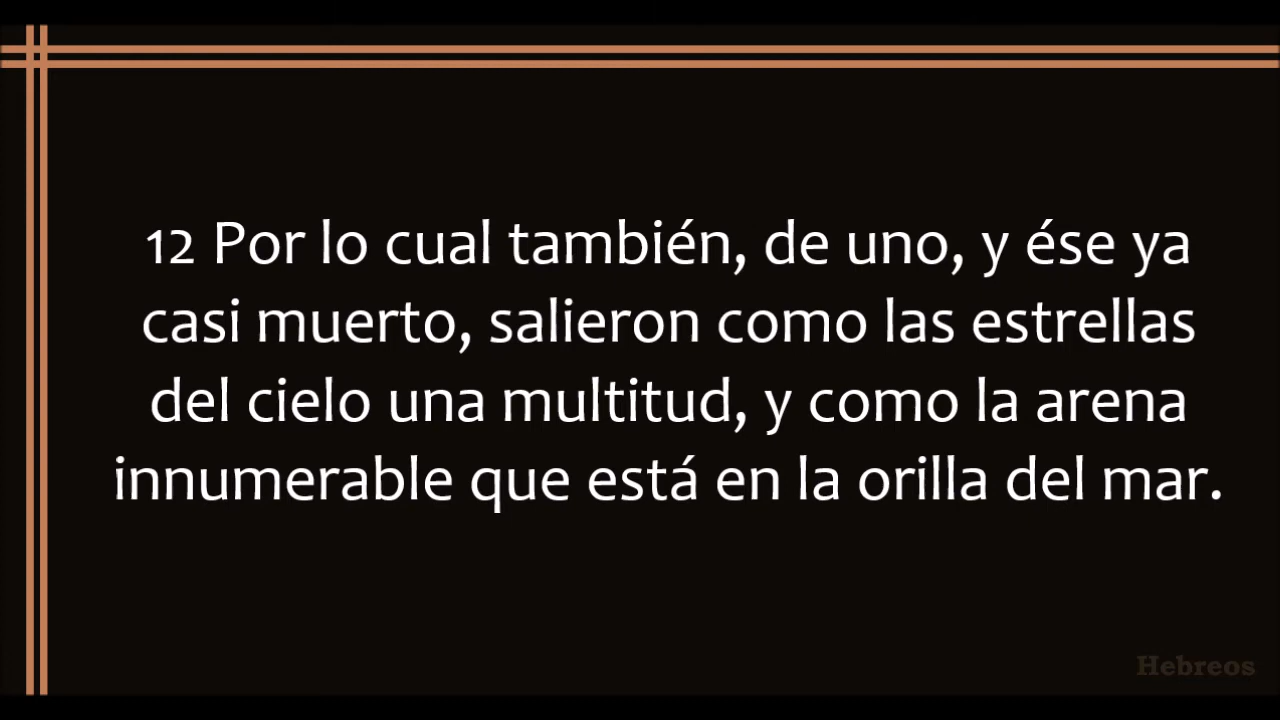 12 Por lo cual también, de uno, y ése ya
casi muerto, salieron como las estrellas
del cielo una multitud, y como la arena
innumerable que está en la orilla del mar.
Hebreos